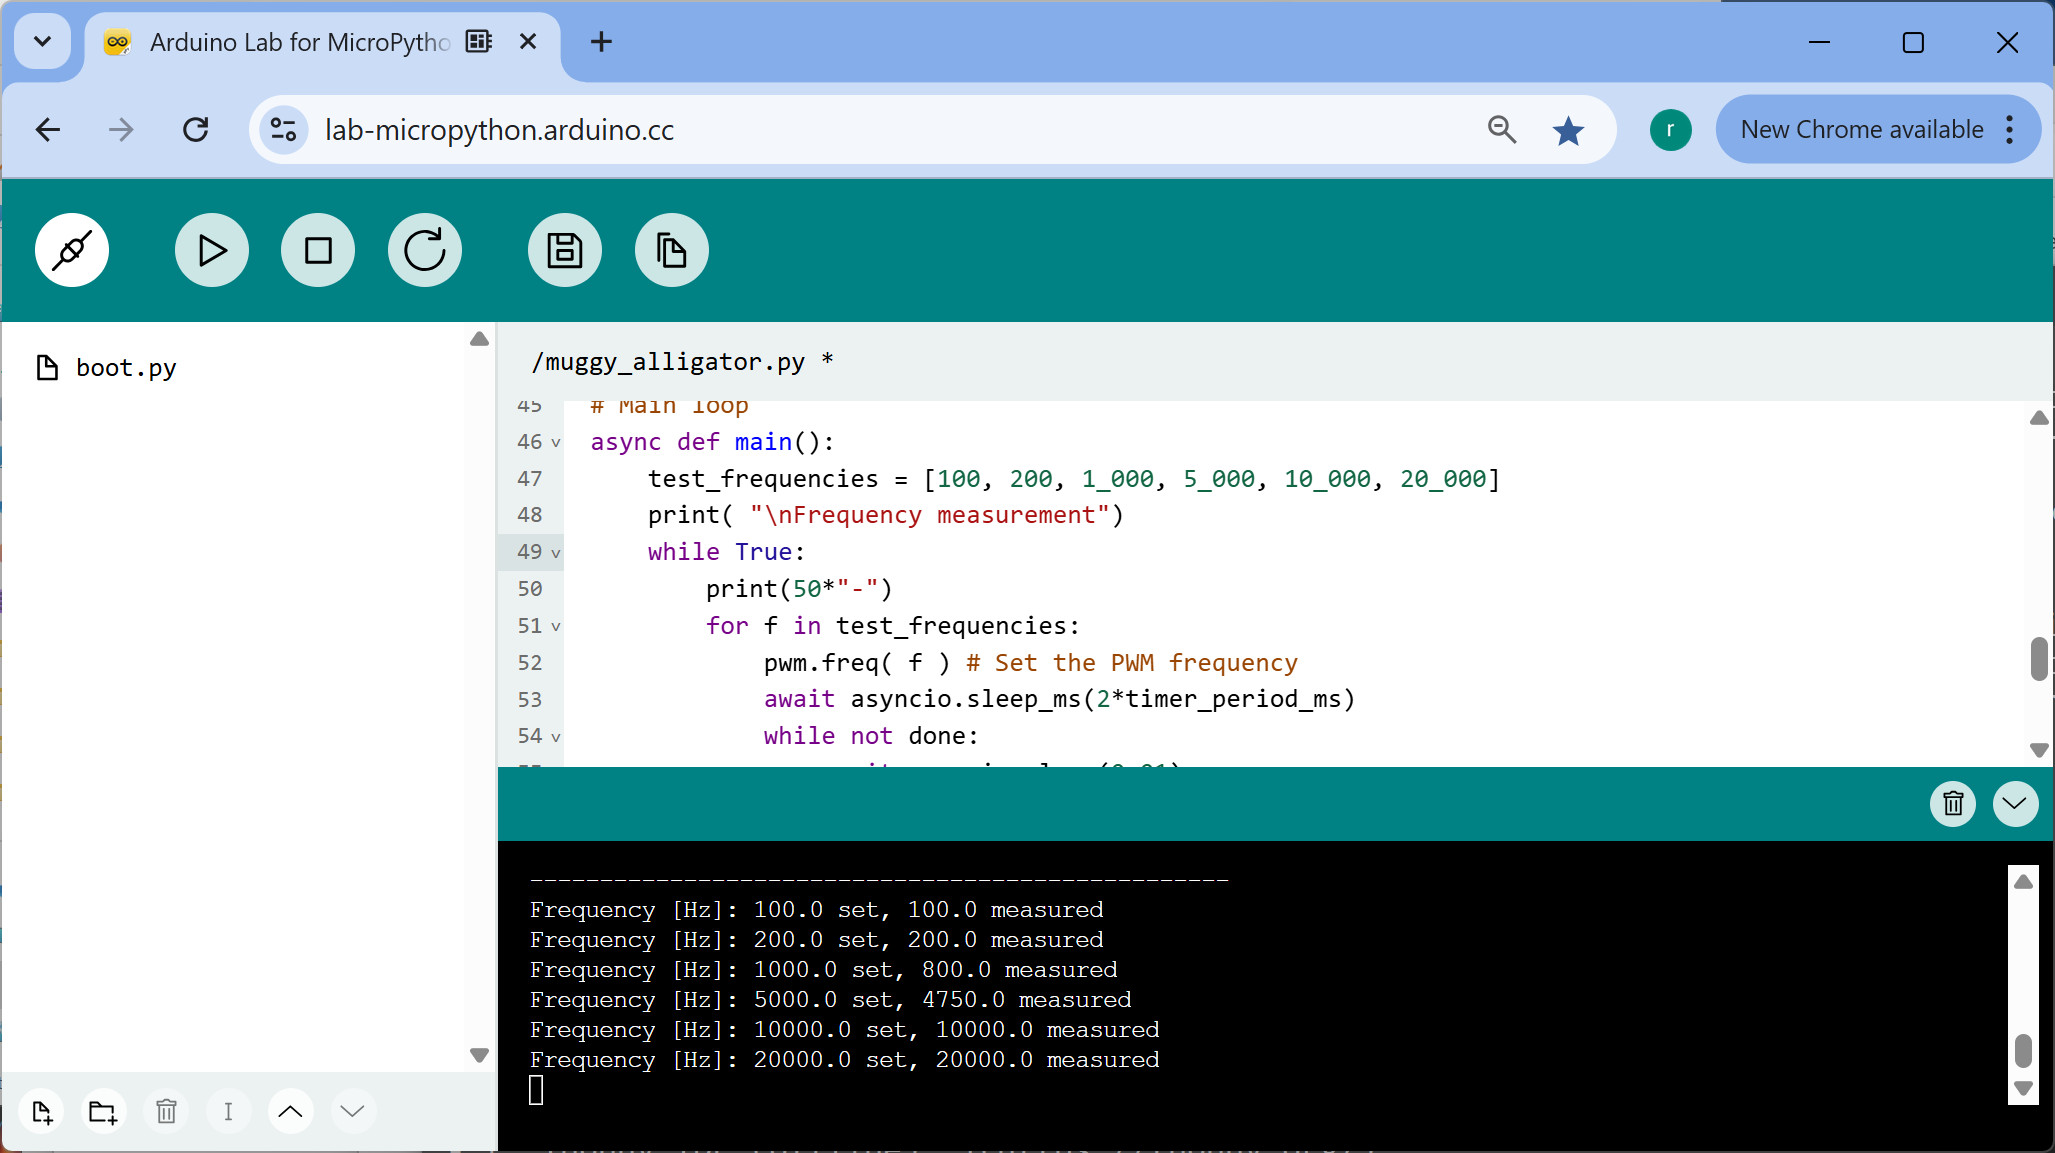 Arduino Lab for MicroPytho
lab-micropython.arduino.cc
r
New Chrome available
boot.py
/muggy_alligator.py *
45 # Main loop
46 async def main():
47 test_frequencies = [100, 200, 1_000, 5_000, 10_000, 20_000]
48 print( "\nFrequency measurement")
49 while True:
50 print(50*"-")
51 for f in test_frequencies:
52 pwm.freq( f ) # Set the PWM frequency
53 await asyncio.sleep_ms(2*timer_period_ms)
54 while not done:
--------------------------------------------------
Frequency [Hz]: 100.0 set, 100.0 measured
Frequency [Hz]: 200.0 set, 200.0 measured
Frequency [Hz]: 1000.0 set, 800.0 measured
Frequency [Hz]: 5000.0 set, 4750.0 measured
Frequency [Hz]: 10000.0 set, 10000.0 measured
Frequency [Hz]: 20000.0 set, 20000.0 measured